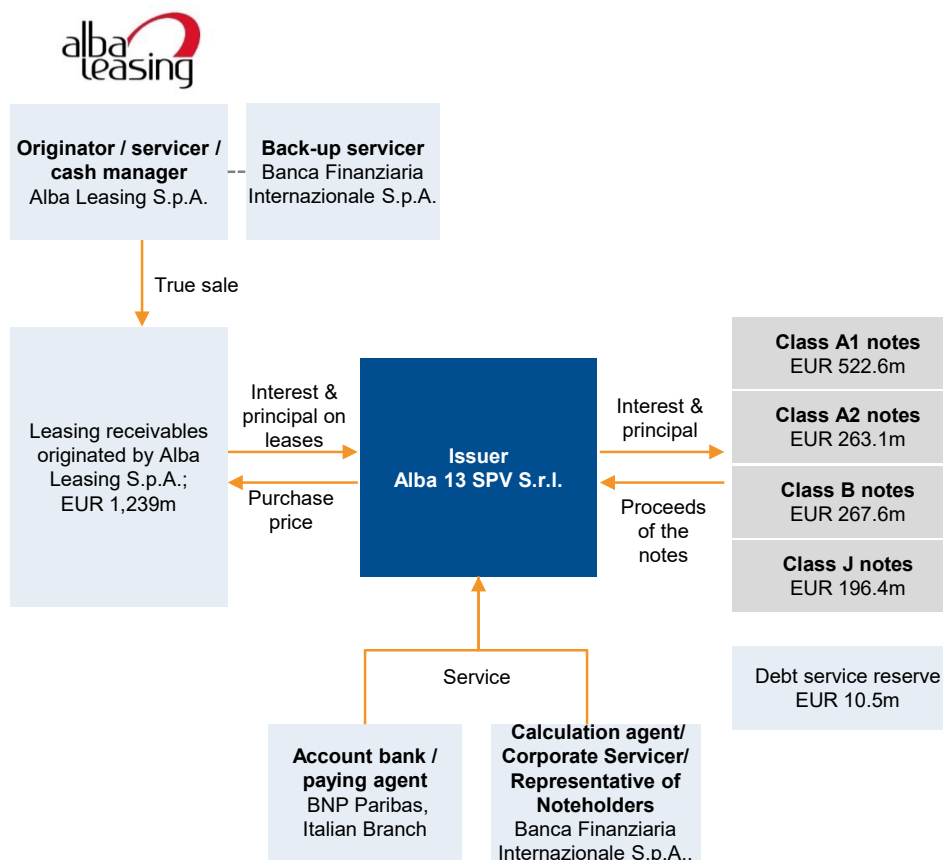 alba
leasing
Originator / servicer /
cash manager
Alba Leasing S.p.A.
Back-up servicer
Banca Finanziaria
Internazionale S.p.A.
True sale
Leasing receivables
originated by Alba
Leasing S.p.A.;
EUR 1,239m
Interest &
principal on
leases
Purchase
price
Issuer
Alba 13 SPV S.r.l.
Interest &
principal
Proceeds
of the
notes
Class A1 notes
EUR 522.6m
Class A2 notes
EUR 263.1m
Class B notes
EUR 267.6m
Class J notes
EUR 196.4m
Debt service reserve
EUR 10.5m
Service
Account bank /
paying agent
BNP Paribas,
Italian Branch
Calculation agent/
Corporate Servicer/
Representative of
Noteholders
Banca Finanziaria
Internazionale S.p.A..